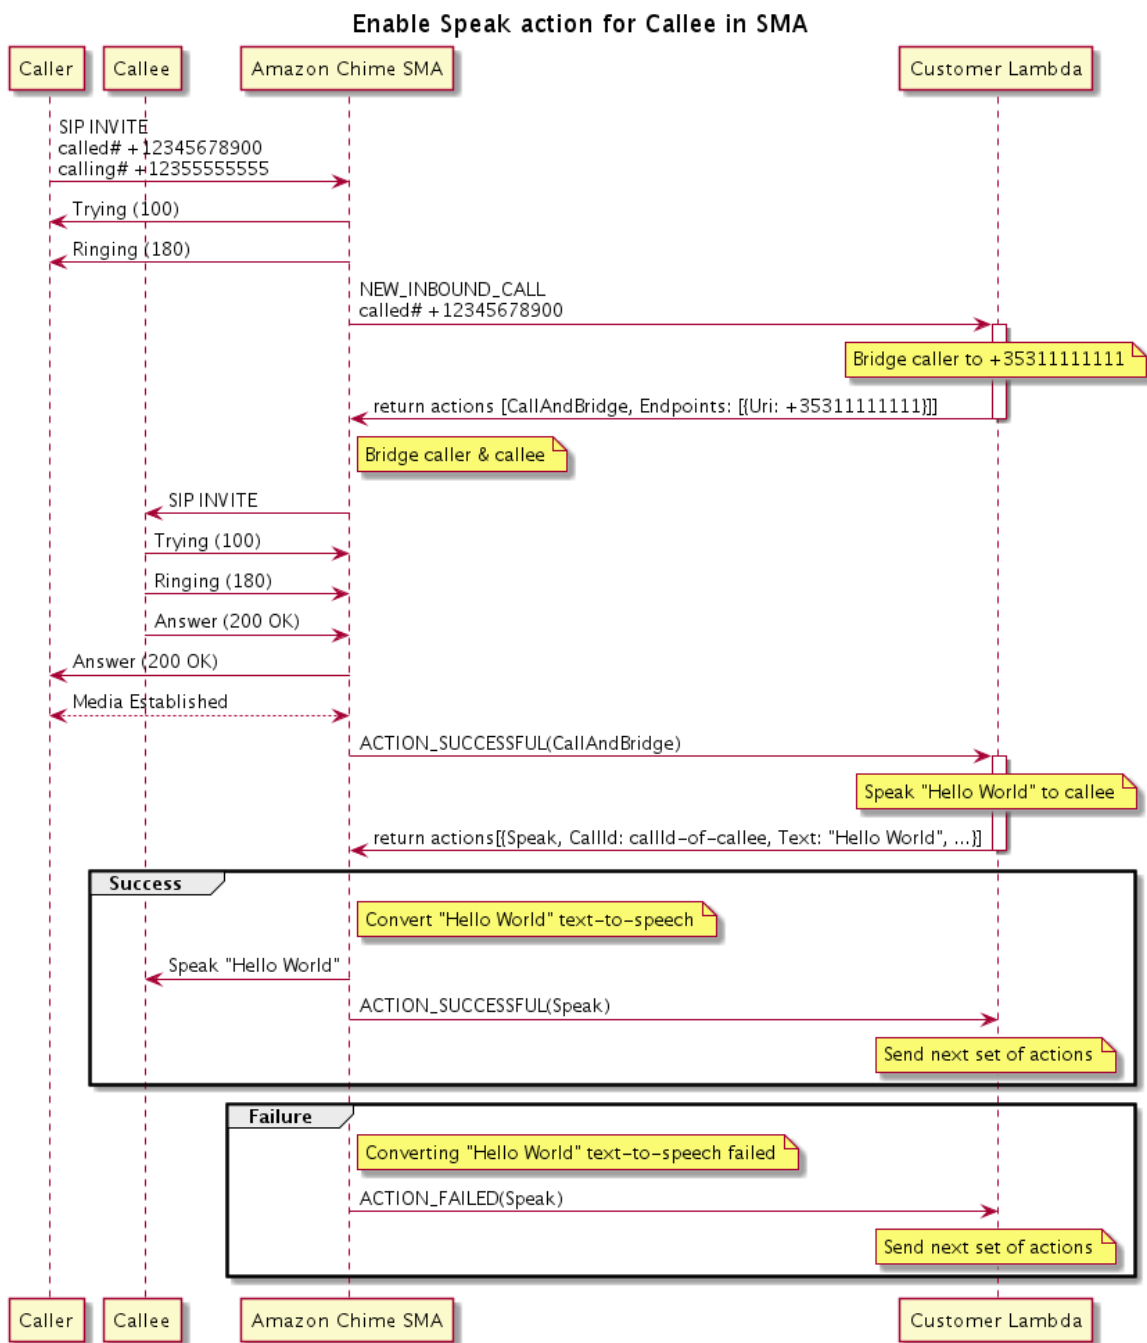 Enable Speak action for Callee in SMA
Caller
Callee
Amazon Chime SMA
Customer Lambda
SIP INVITE
called# +12345678900
calling# +12355555555
Trying (100)
Ringing (180)
NEW_INBOUND_CALL
called# +12345678900
Bridge caller to +35311111111
return actions [CallAndBridge, Endpoints: [{Uri: +35311111111}]]
Bridge caller & callee
SIP INVITE
Trying (100)
Ringing (180)
Answer (200 OK)
Answer (200 OK)
Media Established
ACTION_SUCCESSFUL(CallAndBridge)
Speak "Hello World" to callee
return actions[{Speak, CallId: callId-of-callee, Text: "Hello World", ...}]
Success
Convert "Hello World" text-to-speech
Speak "Hello World"
ACTION_SUCCESSFUL(Speak)
Send next set of actions
Failure
Converting "Hello World" text-to-speech failed
ACTION_FAILED(Speak)
Send next set of actions
Caller
Callee
Amazon Chime SMA
Customer Lambda